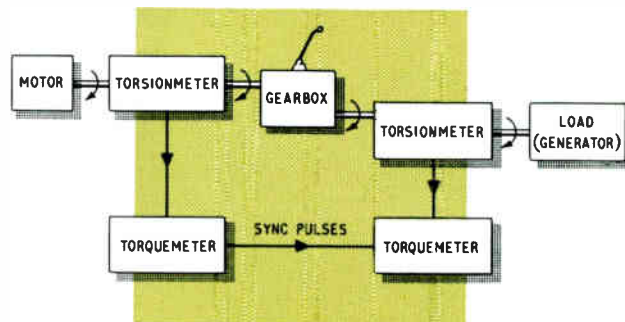 MOTOR
TORSIONMETER
GEARBOX
TORSIONMETER
LOAD
(GENERATOR)
TORQUEMETER
SYNC PULSES
TORQUEMETER